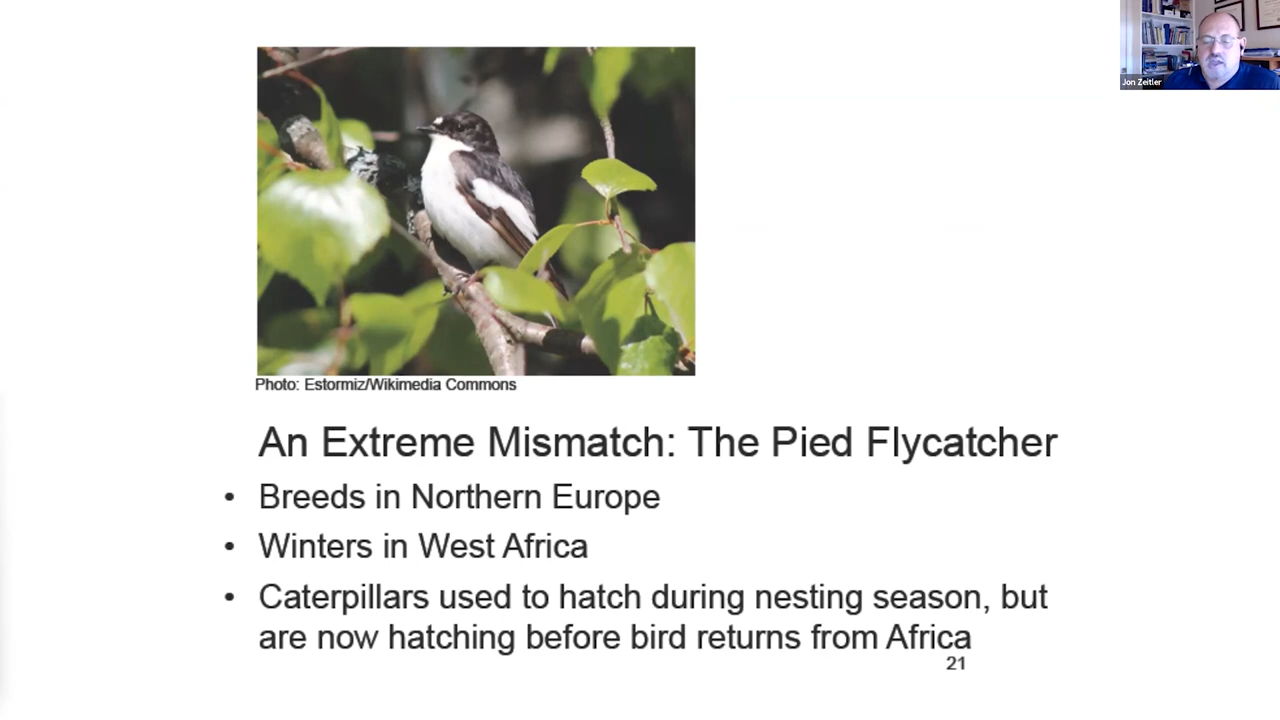 Jon Zeitler
Photo: Estormiz/Wikimedia Commons
An Extreme Mismatch: The Pied Flycatcher
• Breeds in Northern Europe
• Winters in West Africa
• Caterpillars used to hatch during nesting season, but
are now hatching before bird returns from Africa
21